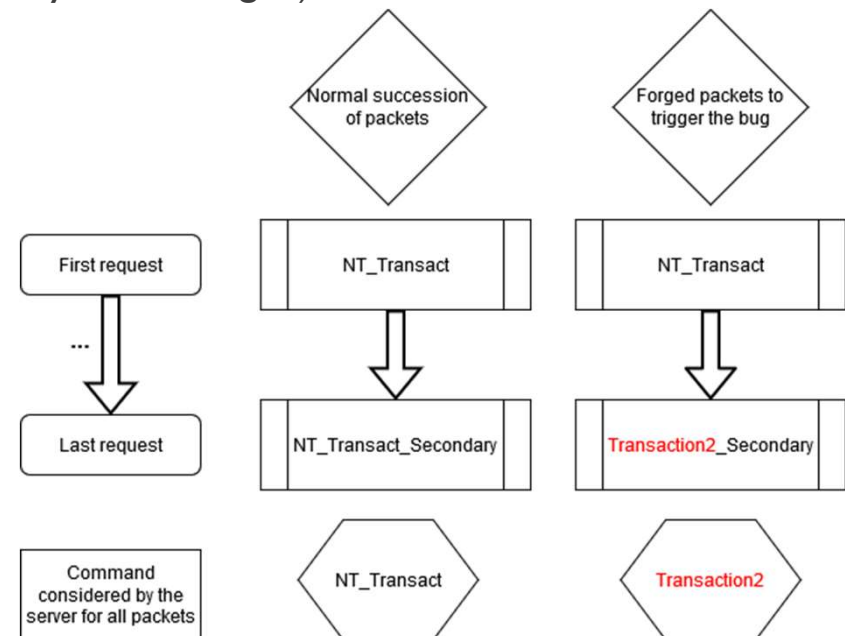 Normal succession
of packets
Forged packets to
trigger the bug
First request
NT_Transact
NT_Transact
...
Last request
NT_Transact_Secondary
Transaction2_Secondary
Command
considered by the
server for all packets
NT_Transact
Transaction2